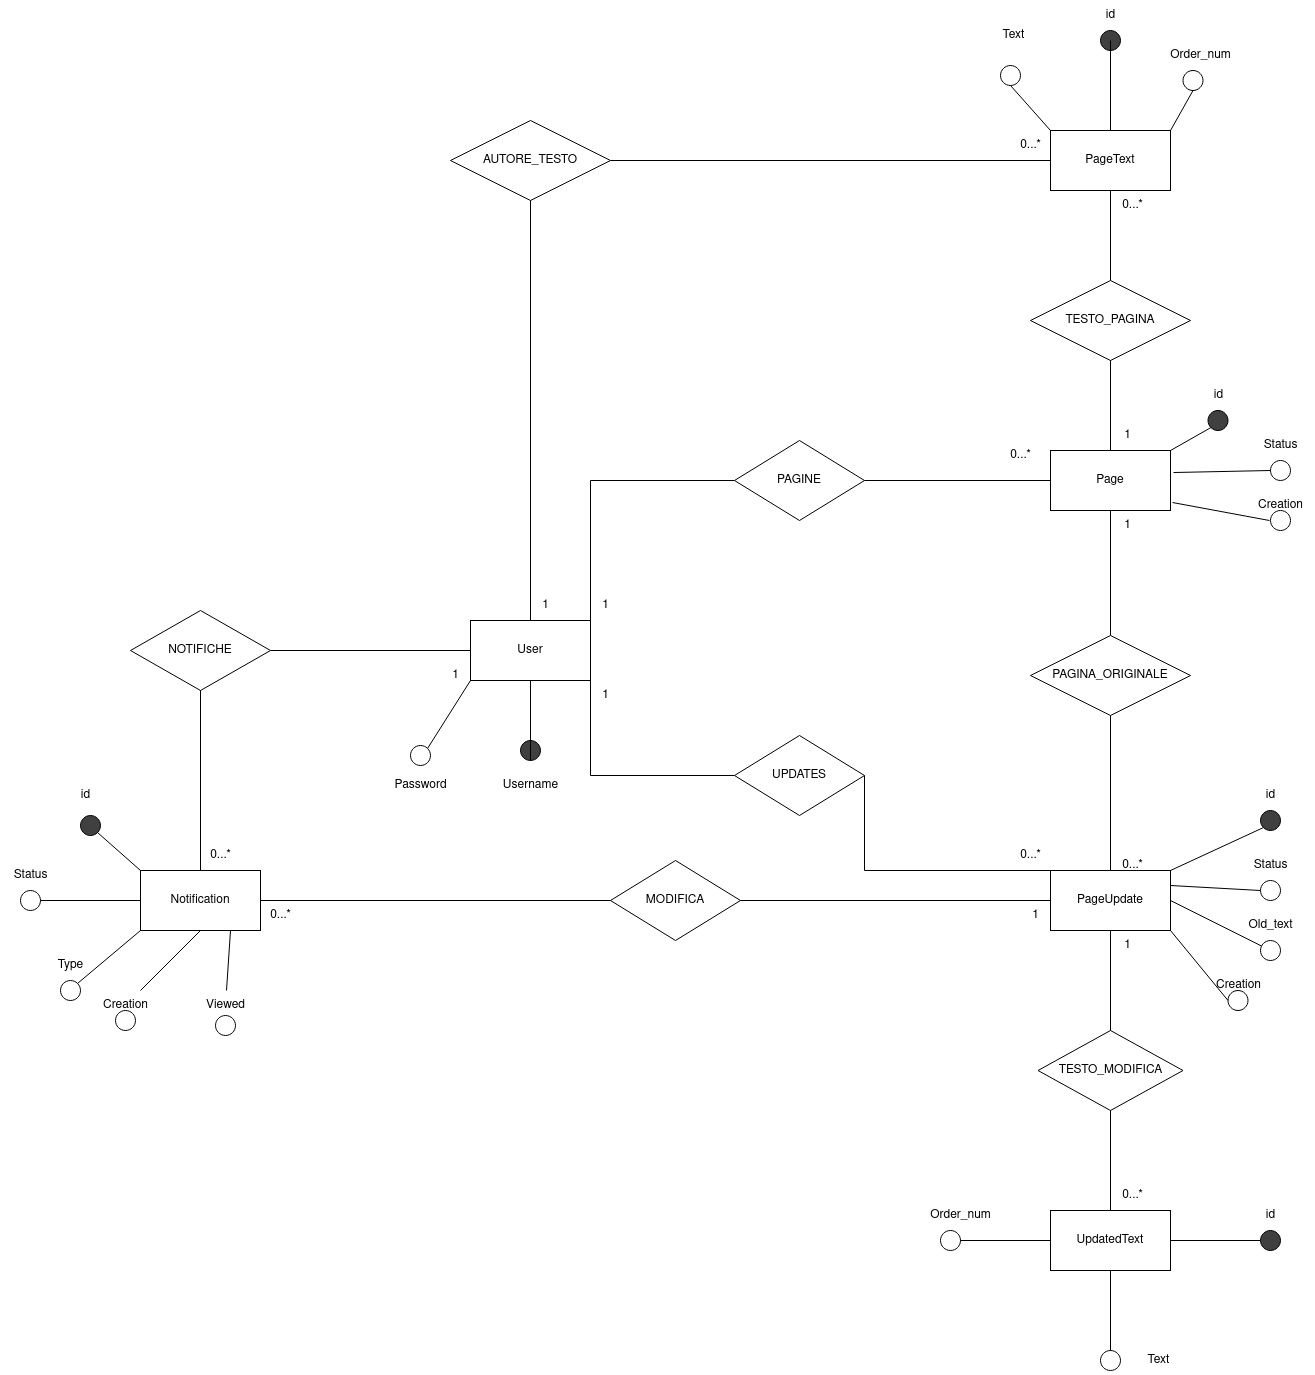 id
Text
Order_num
0...*
AUTORE_TESTO
PageText
0...*
TESTO_PAGINA
id
1
Status
0...*
PAGINE
Page
Creation
1
1
1
NOTIFICHE
User
1
1
PAGINA_ORIGINALE
UPDATES
Password
Username
id
id
0...*
0...*
0...*
Status
Status
Notification
MODIFICA
PageUpdate
0...*
1
Old_text
1
Type
Creation
Creation
Viewed
TESTO_MODIFICA
0...*
Order_num
id
UpdatedText
Text